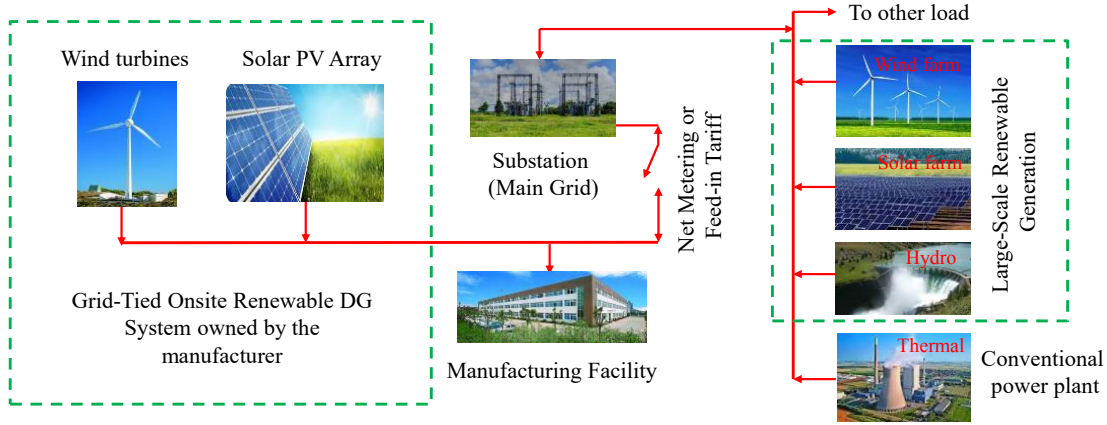 Wind turbines
Solar PV Array
Grid-Tied Onsite Renewable DG
System owned by the
manufacturer
Substation
(Main Grid)
Manufacturing Facility
Net Metering or
Feed-in Tariff
To other load
Wind farm
Solar farm
Hydro
Large-Scale Renewable
Generation
Thermal
Conventional
power plant